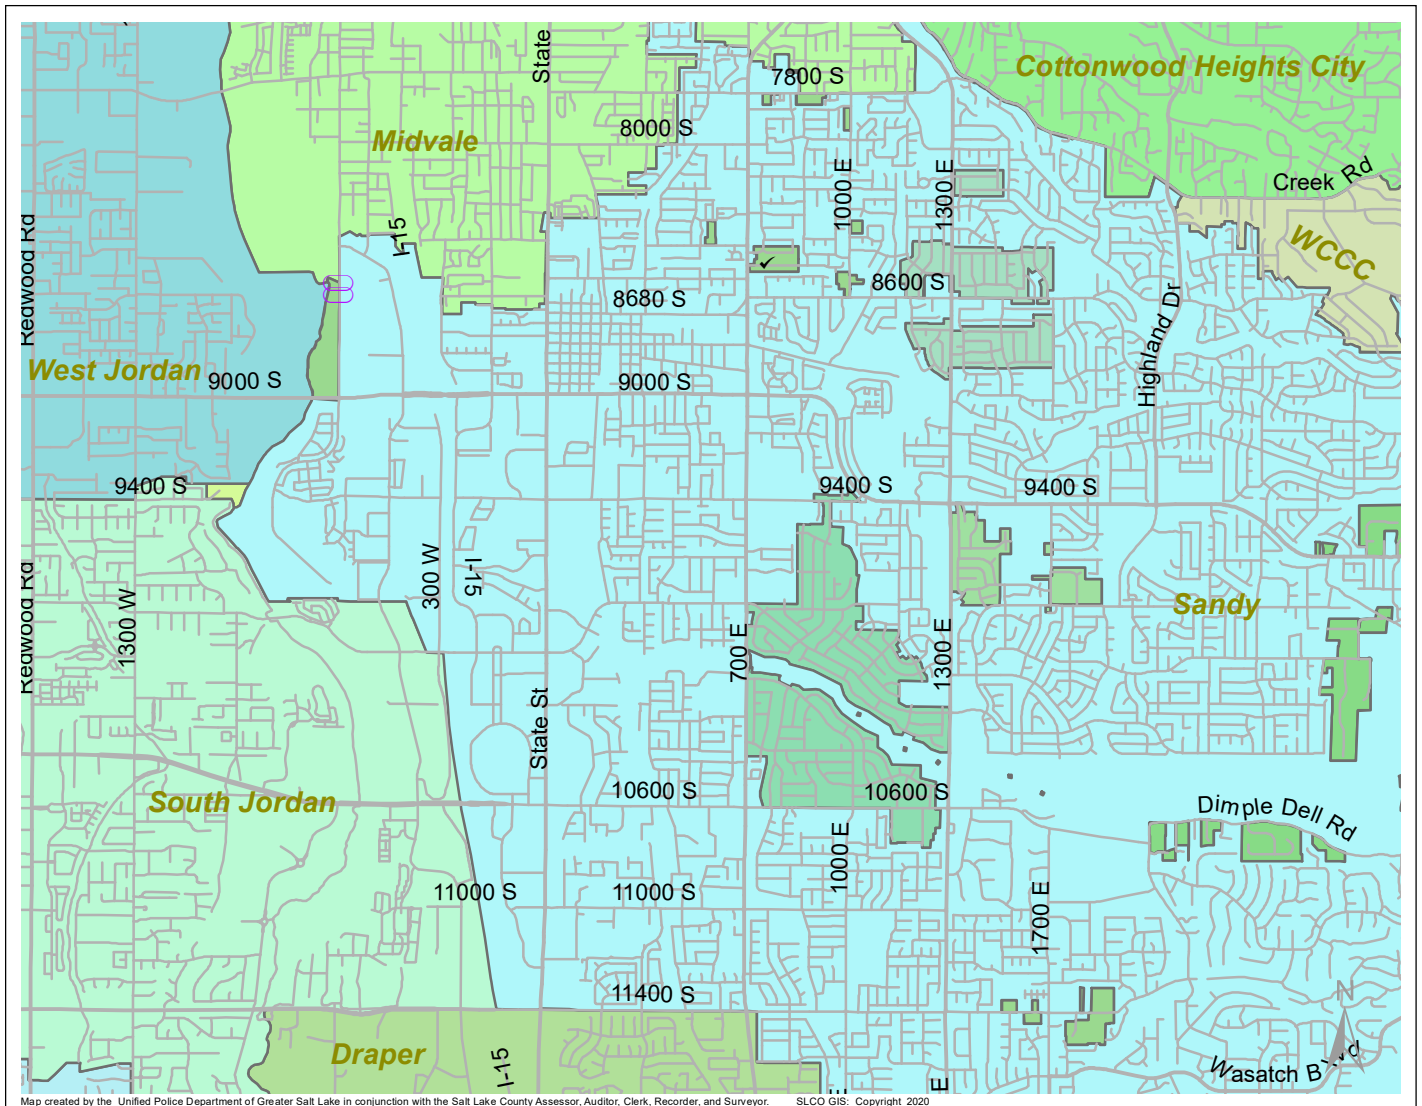 State
7800 S
Cottonwood Heights City
Midvale
8000 S
1000 E
1300 E
Creek Rd
Redwood Rd
I-15
WCCC
8600 S
8680 S
Highland Dr
West Jordan
9000 S
9000 S
9400 S
9400 S
9400 S
300 W
I-15
Redwood Rd
1300 W
Sandy
700 E
1300 E
State St
10600 S
10600 S
South Jordan
Dimple Dell Rd
1000 E
11000 S
11000 S
1700 E
11400 S
N
Draper
I-15
Wasatch Blvd
E
E
Map created by the Unified Police Department of Greater Salt Lake in conjunction with the Salt Lake County Assessor, Auditor, Clerk, Recorder, and Surveyor. SLCO GIS: Copyright 2020